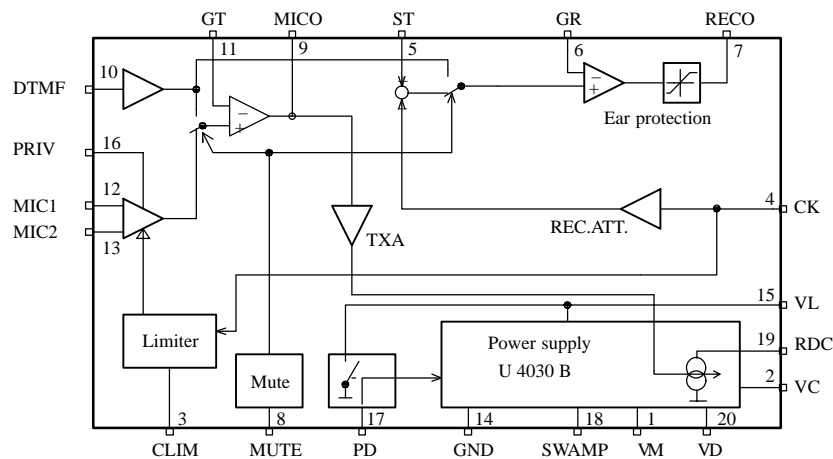 GT MICO ST GR RECO
11 9 5 6 7
DTMF 10
Ear protection
PRIV 16
MIC1 12
MIC2 13
4 CK
REC.ATT.
TXA
15 VL
Limiter
Power supply
U 4030 B
19 RDC
Mute
2 VC
3 8 17 14 18 1 20
CLIM MUTE PD GND SWAMP VM VD